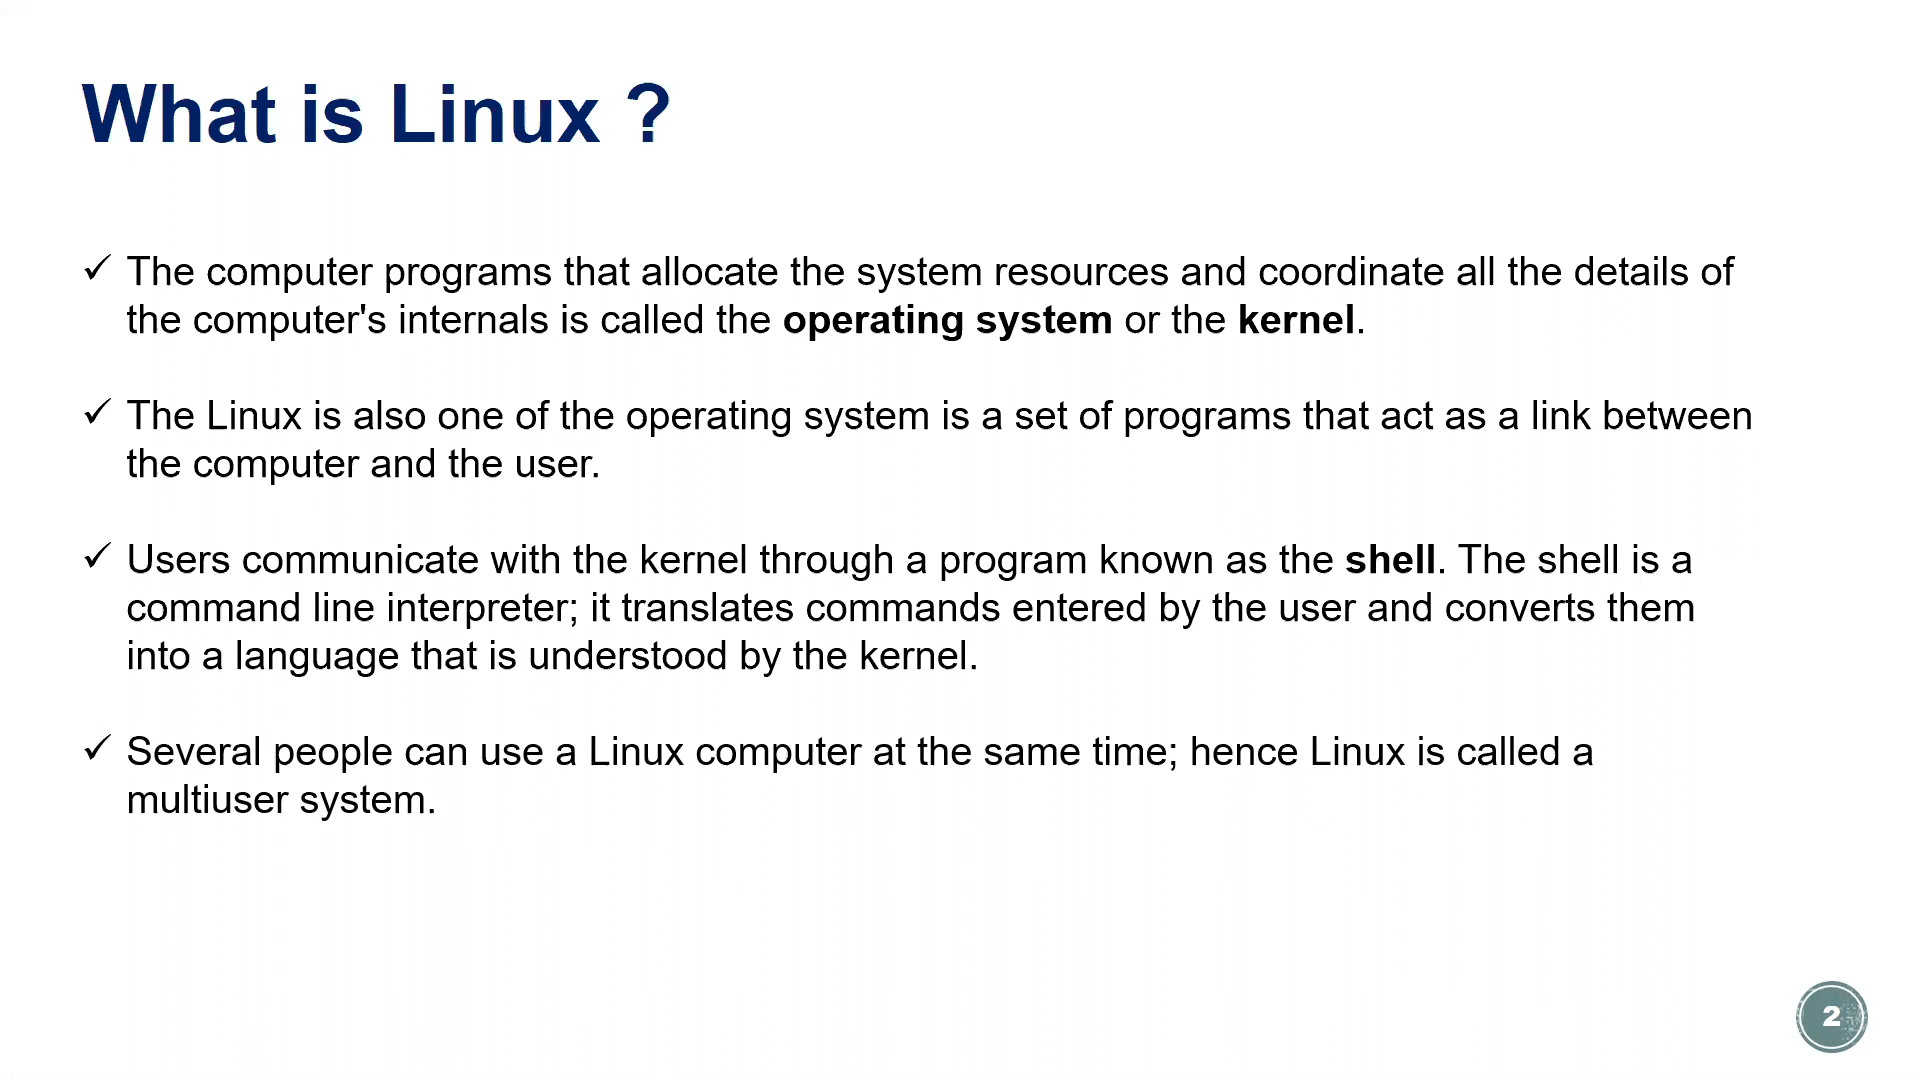 What is Linux ?
✓ The computer programs that allocate the system resources and coordinate all the details of
the computer's internals is called the operating system or the kernel.
✓ The Linux is also one of the operating system is a set of programs that act as a link between
the computer and the user.
✓ Users communicate with the kernel through a program known as the shell. The shell is a
command line interpreter; it translates commands entered by the user and converts them
into a language that is understood by the kernel.
✓ Several people can use a Linux computer at the same time; hence Linux is called a
multiuser system.
2